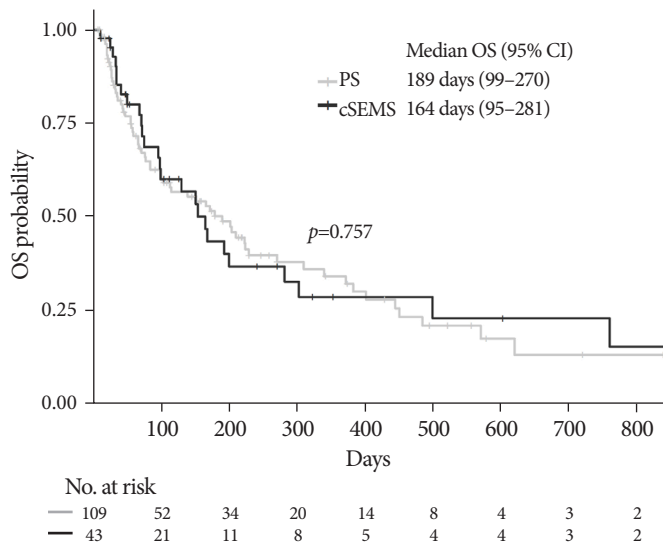 1.00
0.75
0.50
0.25
0.00
OS probability
Median OS (95% CI)
PS 189 days (99–270)
cSEMS 164 days (95–281)
p=0.757
100 200 300 400 500 600 700 800
Days
No. at risk
109 52 34 20 14 8 4 3 2
43 21 11 8 5 4 4 3 2